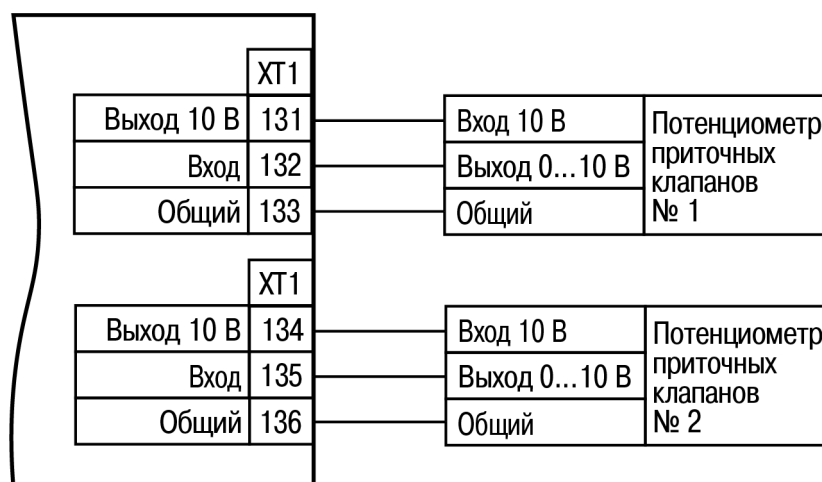 XT1
Выход 10 В 131 Вход 10 В
Вход 132 Выход 0...10 В
Общий 133 Общий
Потенциометр
приточных
клапанов
№ 1
XT1
Выход 10 В 134 Вход 10 В
Вход 135 Выход 0...10 В
Общий 136 Общий
Потенциометр
приточных
клапанов
№ 2